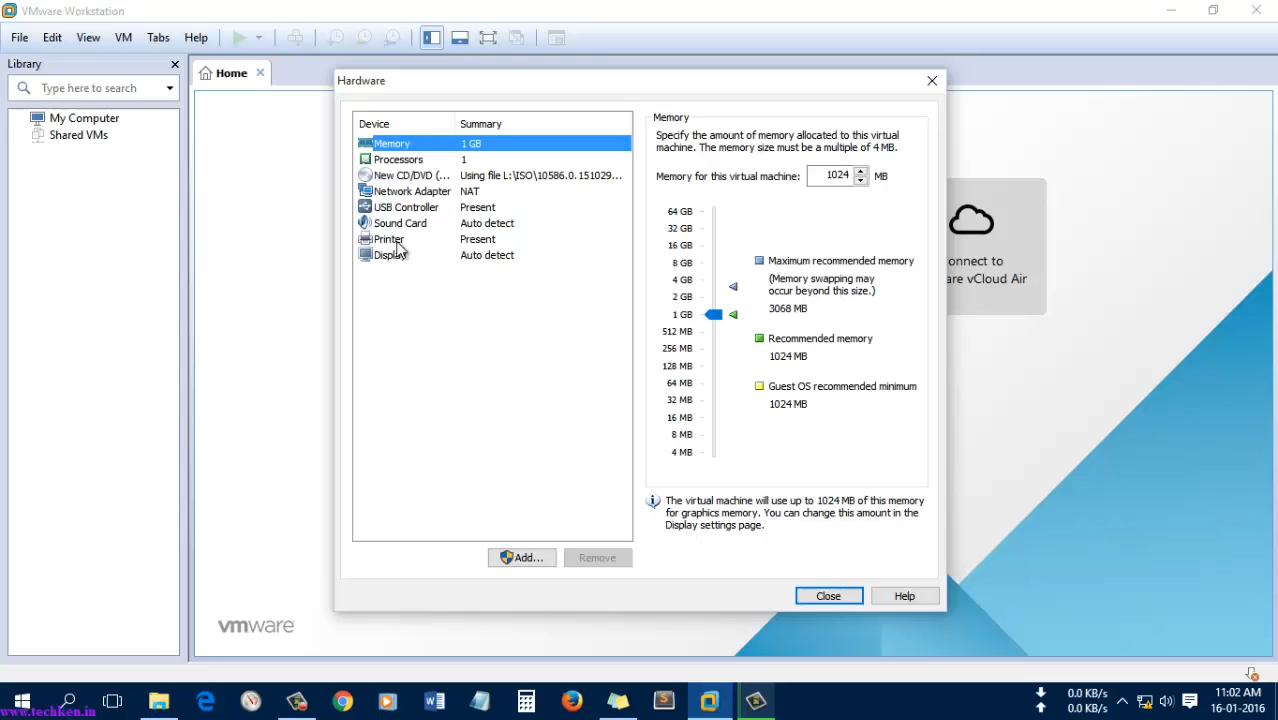 VMware Workstation
File Edit View VM Tabs Help
Library
Type here to search
My Computer
Shared VMs
Home
Hardware
Device Summary
Memory 1 GB
Processors 1
New CD/DVD (... Using file L:\ISO\10586.0.151029...
Network Adapter NAT
USB Controller Present
Sound Card Auto detect
Printer Present
Display Auto detect
Add... Remove
Memory
Specify the amount of memory allocated to this virtual
machine. The memory size must be a multiple of 4 MB.
Memory for this virtual machine: 1024 MB
64 GB
32 GB
16 GB
8 GB
4 GB
2 GB
1 GB
512 MB
256 MB
128 MB
64 MB
32 MB
16 MB
8 MB
4 MB
Maximum recommended memory
(Memory swapping may
occur beyond this size.)
3068 MB
Recommended memory
1024 MB
Guest OS recommended minimum
1024 MB
The virtual machine will use up to 1024 MB of this memory
for graphics memory. You can change this amount in the
Display settings page.
Close Help
onnect to
are vCloud Air
vmware
www.techken.in
0.0 KB/s
0.0 KB/s
11:02 AM
16-01-2016